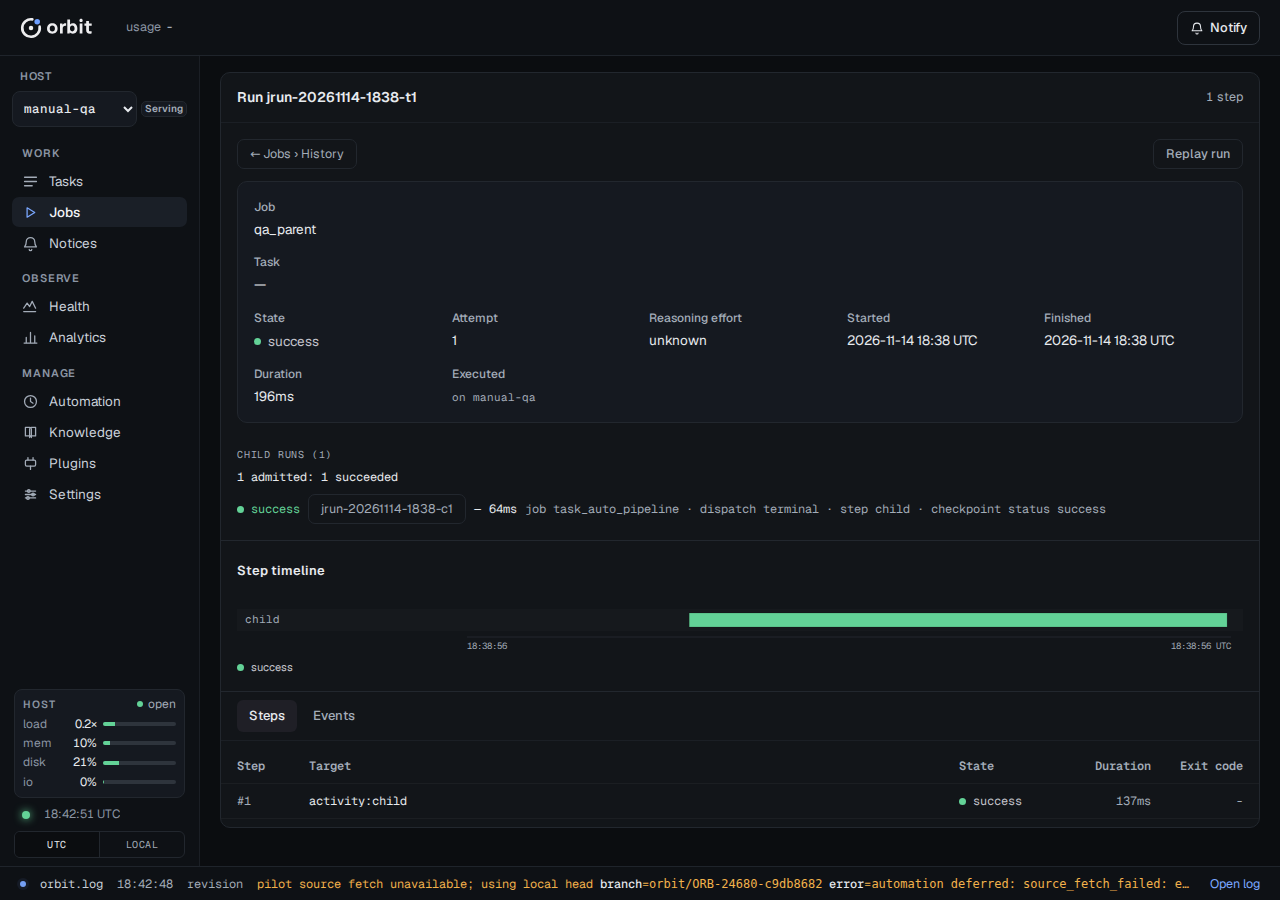 orbit
usage –
Notify
HOST
manual-qa
Serving
WORK
Tasks
Jobs
Notices
OBSERVE
Health
Analytics
MANAGE
Automation
Knowledge
Plugins
Settings
HOST
open
load 0.2×
mem 10%
disk 21%
io 0%
18:42:51 UTC
UTC LOCAL
Run jrun-20261114-1838-t1
1 step
← Jobs › History
Replay run
Job
qa_parent
Task
—
State Attempt Reasoning effort Started Finished
success 1 unknown 2026-11-14 18:38 UTC 2026-11-14 18:38 UTC
Duration Executed
196ms on manual-qa
CHILD RUNS (1)
1 admitted: 1 succeeded
success jrun-20261114-1838-c1 — 64ms job task_auto_pipeline · dispatch terminal · step child · checkpoint status success
Step timeline
child
18:38:56 18:38:56 UTC
success
Steps Events
Step Target State Duration Exit code
#1 activity:child success 137ms –
orbit.log 18:42:48 revision pilot source fetch unavailable; using local head branch=orbit/ORB-24680-c9db8682 error=automation deferred: source_fetch_failed: e… Open log